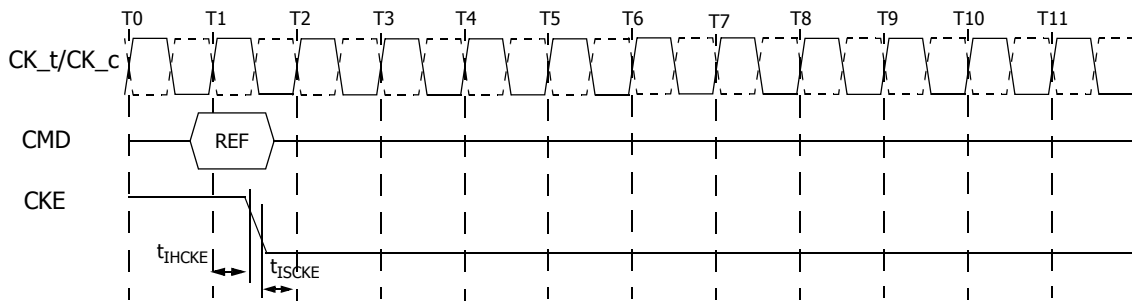 T0 T1 T2 T3 T4 T5 T6 T7 T8 T9 T10 T11
CK_t/CK_c
CMD REF
CKE
tIHCKE
tISCKE